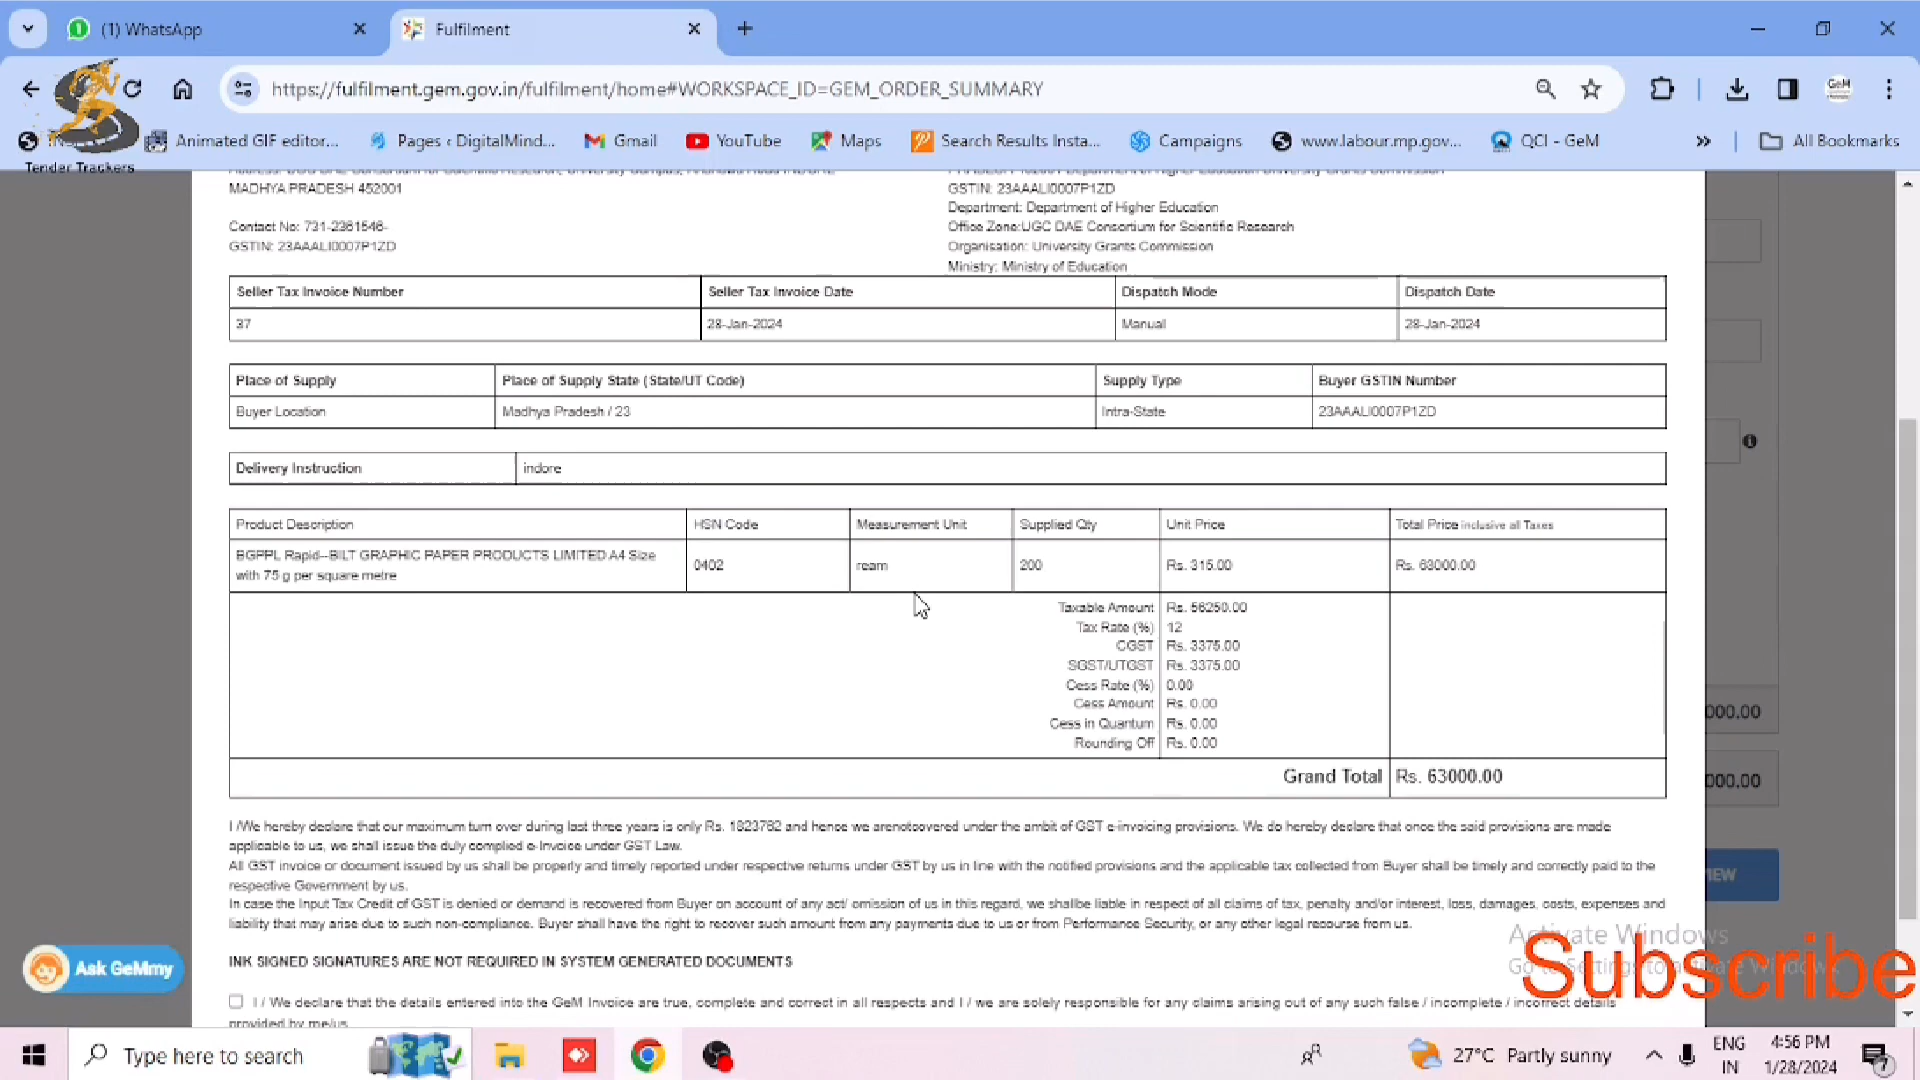 (1) WhatsApp
Fulfilment
https://fulfilment.gem.gov.in/fulfilment/home#WORKSPACE_ID=GEM_ORDER_SUMMARY
GeM
Animated GIF editor...
Pages ‹ DigitalMind...
Gmail
YouTube
Maps
Search Results Insta...
Campaigns
www.labour.mp.gov...
QCI - GeM
All Bookmarks
Tender Trackers
MADHYA PRADESH 452001
Contact No: 731-2361546-
GSTIN: 23AAALI0007P1ZD
GSTIN: 23AAALI0007P1ZD
Department: Department of Higher Education
Office Zone:UGC DAE Consortium for Scientific Research
Organisation: University Grants Commission
Ministry: Ministry of Education
Seller Tax Invoice Number Seller Tax Invoice Date Dispatch Mode Dispatch Date
37 28-Jan-2024 Manual 28-Jan-2024
Place of Supply Place of Supply State (State/UT Code) Supply Type Buyer GSTIN Number
Buyer Location Madhya Pradesh / 23 Intra-State 23AAALI0007P1ZD
Delivery Instruction indore
Product Description HSN Code Measurement Unit Supplied Qty Unit Price Total Price inclusive all Taxes
BGPPL Rapid--BILT GRAPHIC PAPER PRODUCTS LIMITED A4 Size
with 75 g per square metre
0402 ream 200 Rs. 315.00 Rs. 63000.00
Taxable Amount Rs. 56250.00
Tax Rate (%) 12
CGST Rs. 3375.00
SGST/UTGST Rs. 3375.00
Cess Rate (%) 0.00
Cess Amount Rs. 0.00
Cess in Quantum Rs. 0.00
Rounding Off Rs. 0.00
Grand Total Rs. 63000.00
000.00
000.00
IEW
I /We hereby declare that our maximum turn over during last three years is only Rs. 1823762 and hence we arenotcovered under the ambit of GST e-invoicing provisions. We do hereby declare that once the said provisions are made
applicable to us, we shall issue the duly complied e-Invoice under GST Law.
All GST invoice or document issued by us shall be properly and timely reported under respective returns under GST by us in line with the notified provisions and the applicable tax collected from Buyer shall be timely and correctly paid to the
respective Government by us.
In case the Input Tax Credit of GST is denied or demand is recovered from Buyer on account of any act/ omission of us in this regard, we shallbe liable in respect of all claims of tax, penalty and/or interest, loss, damages, costs, expenses and
liability that may arise due to such non-compliance. Buyer shall have the right to recover such amount from any payments due to us or from Performance Security, or any other legal recourse from us.
INK SIGNED SIGNATURES ARE NOT REQUIRED IN SYSTEM GENERATED DOCUMENTS
I / We declare that the details entered into the GeM Invoice are true, complete and correct in all respects and I / we are solely responsible for any claims arising out of any such false / incomplete / incorrect details
provided by me/us
Ask GeMmy
Activate Windows
Go to Settings to activate Windows.
Subscribe
Type here to search
27°C Partly sunny
ENG
IN
4:56 PM
1/28/2024
7